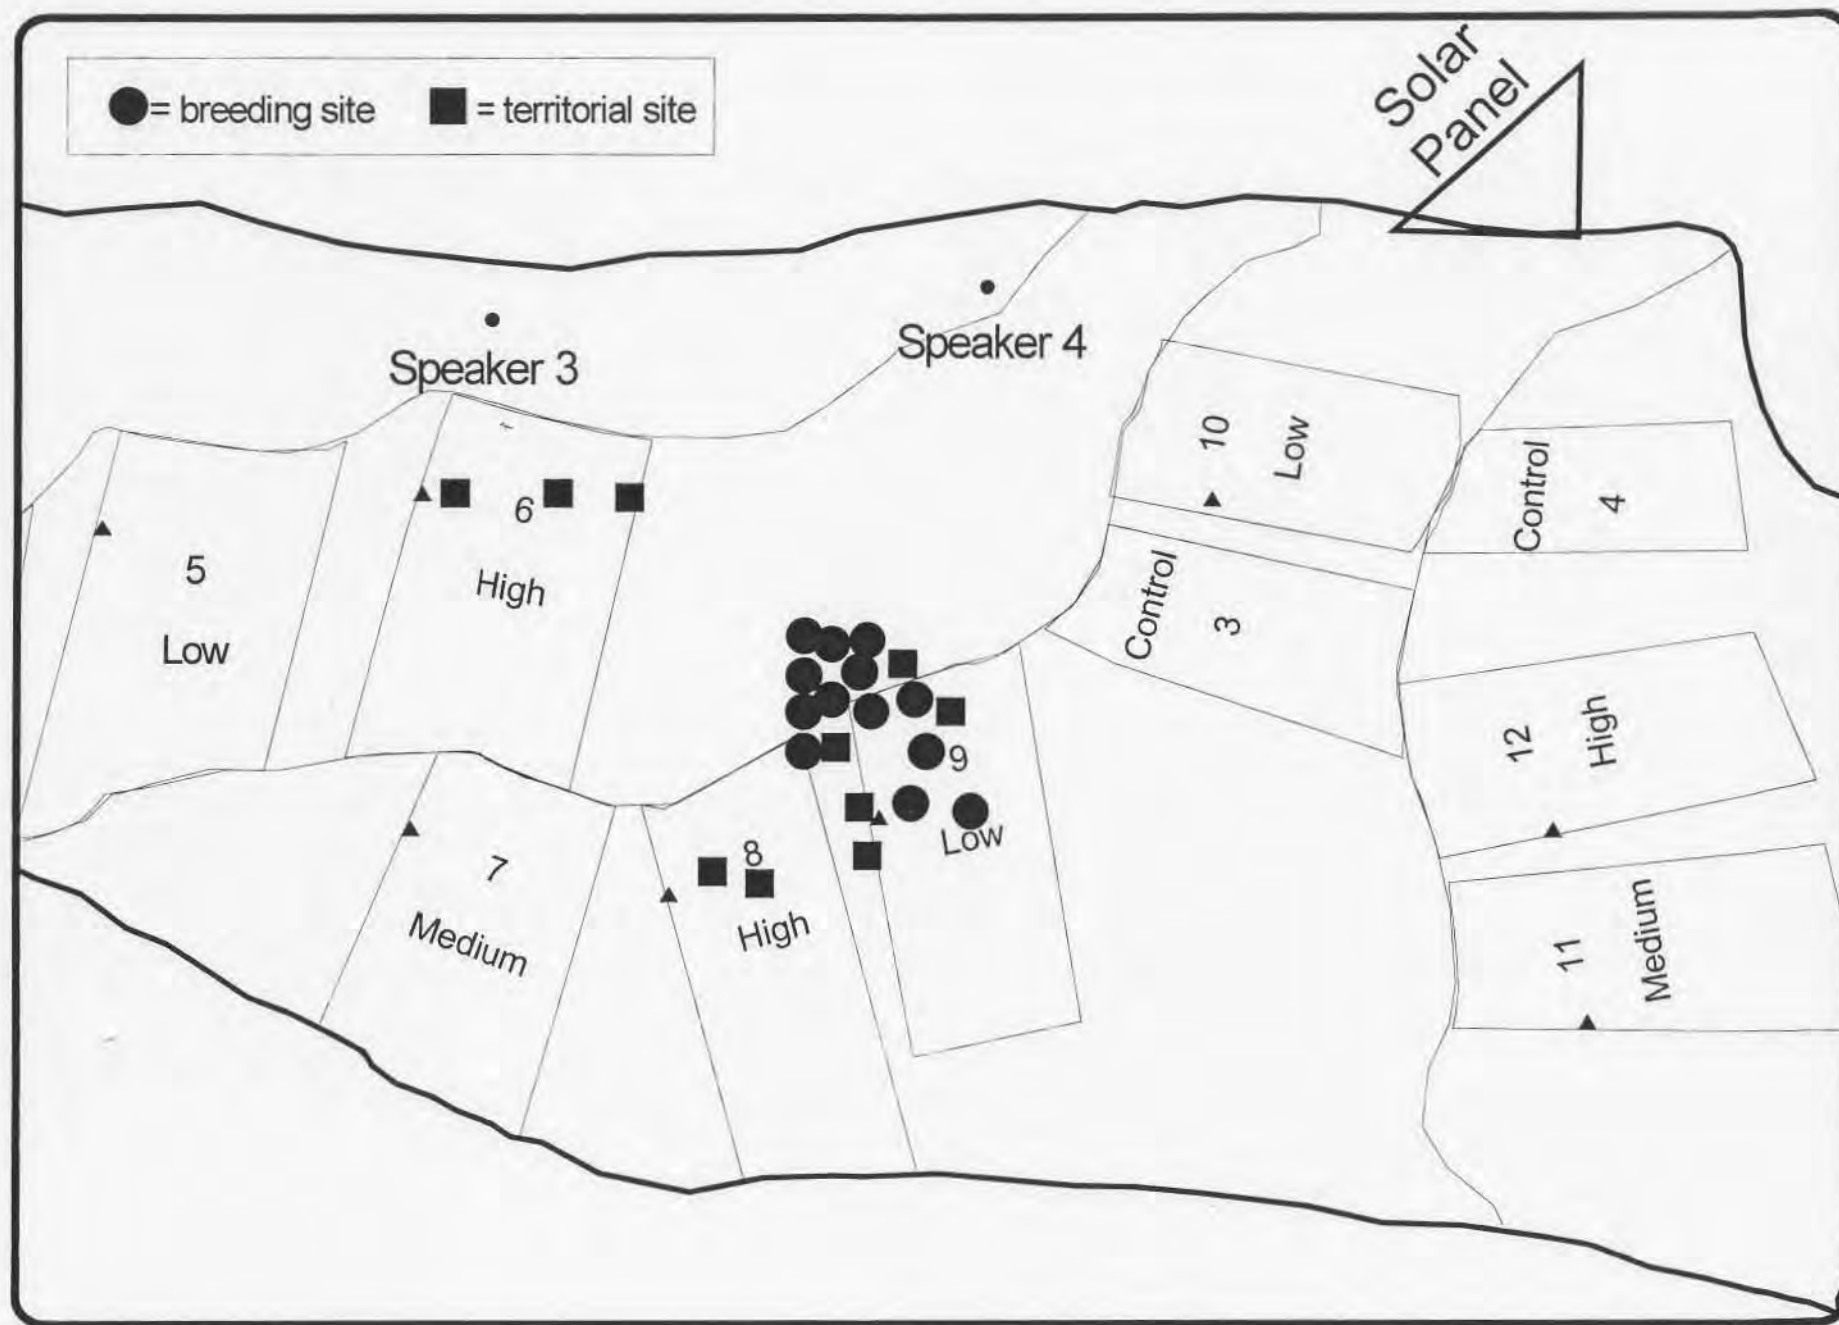 = breeding site = territorial site
Solar
Panel
Speaker 3
Speaker 4
5
Low
6
High
7
Medium
8
High
9
Low
10
Low
Control
3
Control
4
12
High
11
Medium